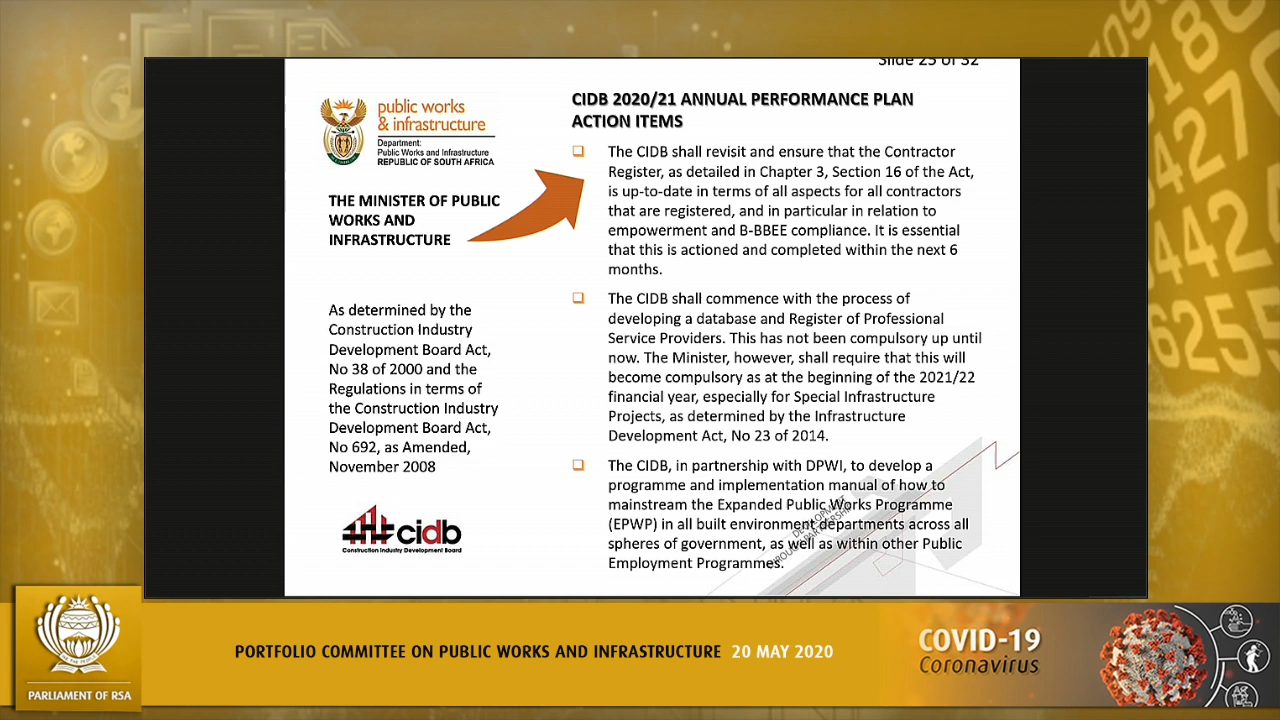 Slide 25 of 32
public works
& infrastructure
Department:
Public Works and Infrastructure
REPUBLIC OF SOUTH AFRICA
THE MINISTER OF PUBLIC
WORKS AND
INFRASTRUCTURE
As determined by the
Construction Industry
Development Board Act,
No 38 of 2000 and the
Regulations in terms of
the Construction Industry
Development Board Act,
No 692, as Amended,
November 2008
cidb
Construction Industry Development Board
CIDB 2020/21 ANNUAL PERFORMANCE PLAN
ACTION ITEMS
The CIDB shall revisit and ensure that the Contractor
Register, as detailed in Chapter 3, Section 16 of the Act,
is up-to-date in terms of all aspects for all contractors
that are registered, and in particular in relation to
empowerment and B-BBEE compliance. It is essential
that this is actioned and completed within the next 6
months.
The CIDB shall commence with the process of
developing a database and Register of Professional
Service Providers. This has not been compulsory up until
now. The Minister, however, shall require that this will
become compulsory as at the beginning of the 2021/22
financial year, especially for Special Infrastructure
Projects, as determined by the Infrastructure
Development Act, No 23 of 2014.
The CIDB, in partnership with DPWI, to develop a
programme and implementation manual of how to
mainstream the Expanded Public Works Programme
(EPWP) in all built environment departments across all
spheres of government, as well as within other Public
Employment Programmes.
DEVELOPMENT
THROUGH PARTNERSHIP
PARLIAMENT OF RSA
PORTFOLIO COMMITTEE ON PUBLIC WORKS AND INFRASTRUCTURE 20 MAY 2020
COVID-19
Coronavirus